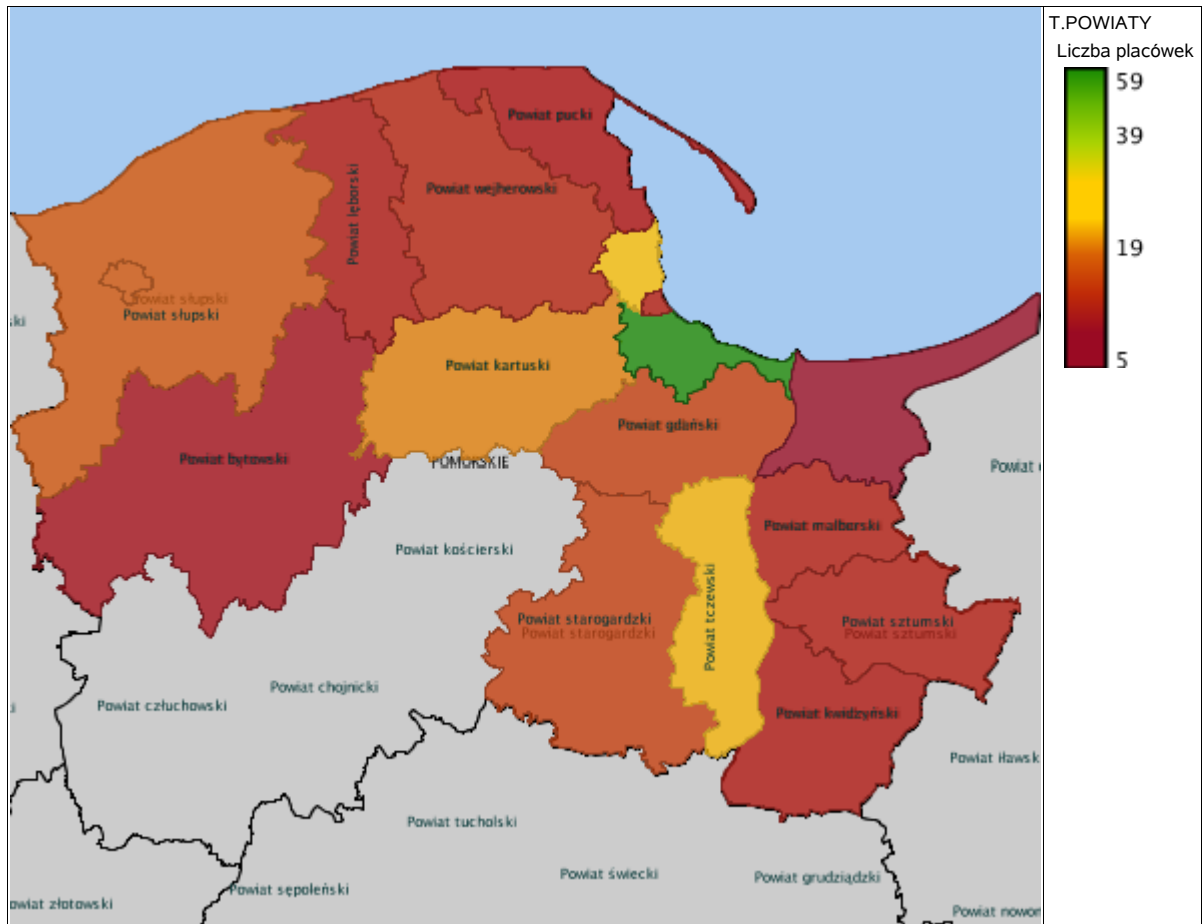 T.POWIATY
Liczba placówek
59
39
19
5
Powiat pucki
Powiat wejherowski
Powiat lęborski
Powiat słupski
Powiat słupski
ski
Powiat kartuski
Powiat gdański
Powiat bytowski
POMORSKIE
Powiat
Powiat malborski
Powiat kościerski
Powiat tczewski
Powiat starogardzki
Powiat starogardzki
Powiat sztumski
Powiat sztumski
Powiat chojnicki
Powiat człuchowski
Powiat kwidzyński
Powiat iławsk
Powiat tucholski
Powiat świecki
Powiat grudziądzki
Powiat sępoleński
owiat złotowski
Powiat nowom